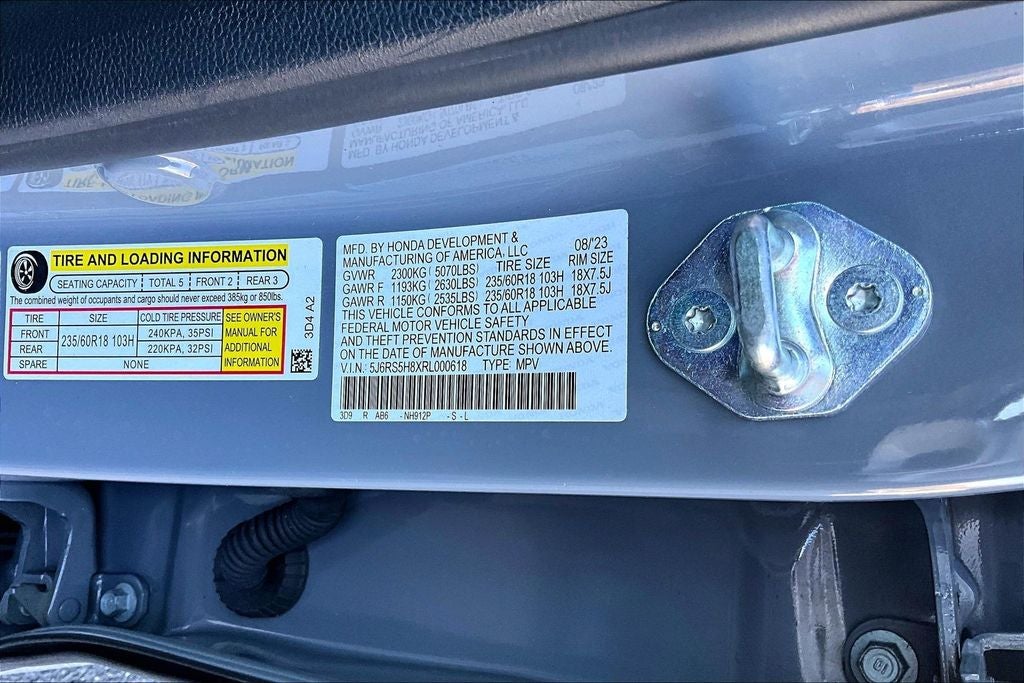 TIRE AND LOADING INFORMATION
SEATING CAPACITY TOTAL 5 FRONT 2 REAR 3
The combined weight of occupants and cargo should never exceed 385kg or 850lbs.
TIRE SIZE COLD TIRE PRESSURE SEE OWNER'S
FRONT 235/60R18 103H 240KPA, 35PSI MANUAL FOR
REAR 220KPA, 32PSI ADDITIONAL
SPARE NONE INFORMATION
3D4 A2
MFD. BY HONDA DEVELOPMENT & 08/'23
MANUFACTURING OF AMERICA, LLC
GVWR 2300KG( 5070LBS) TIRE SIZE RIM SIZE
GAWR F 1193KG( 2630LBS) 235/60R18 103H 18X7.5J
GAWR R 1150KG( 2535LBS) 235/60R18 103H 18X7.5J
THIS VEHICLE CONFORMS TO ALL APPLICABLE
FEDERAL MOTOR VEHICLE SAFETY
AND THEFT PREVENTION STANDARDS IN EFFECT
ON THE DATE OF MANUFACTURE SHOWN ABOVE.
V.I.N.: 5J6RS5H8XRL000618 TYPE: MPV
3D9 R AB6 -NH912P -S-L